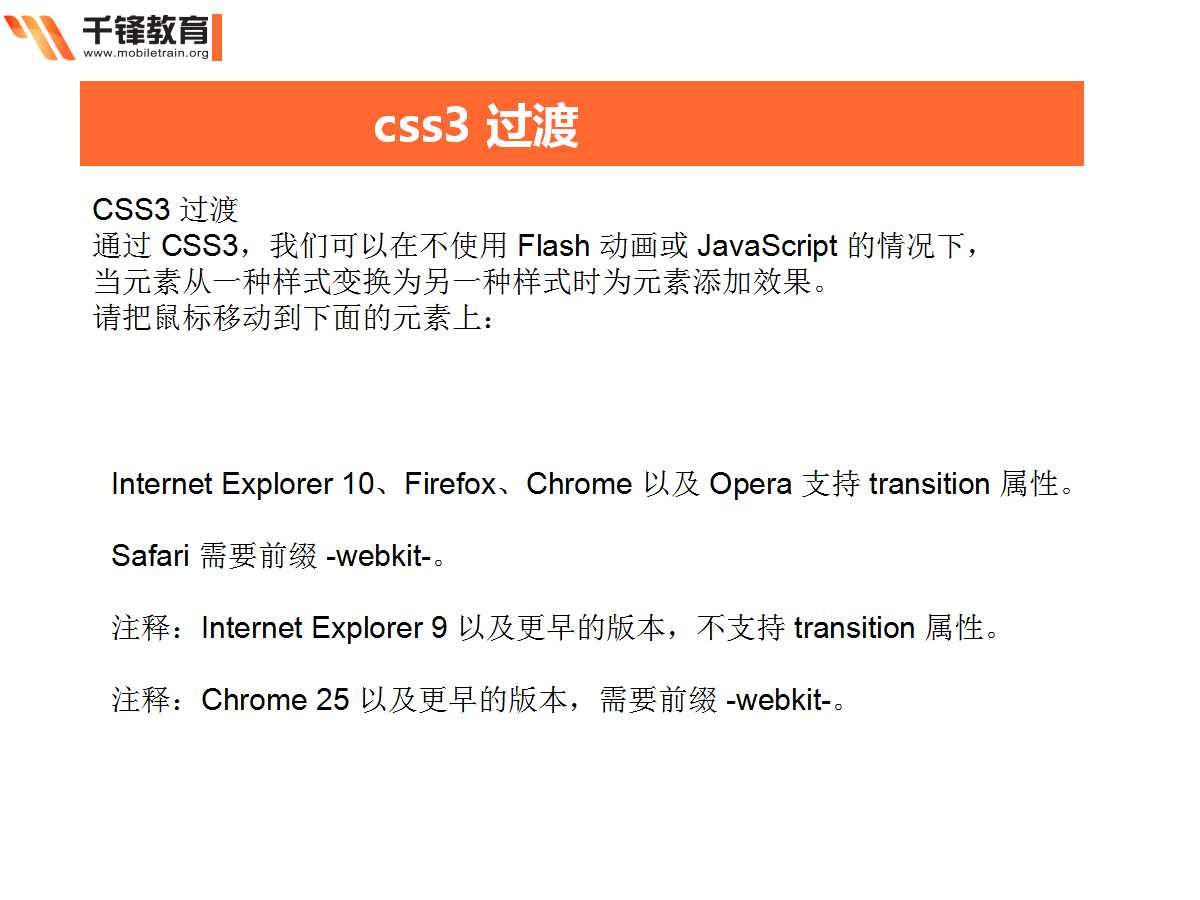 千锋教育
www.mobiletrain.org
css3 过渡
CSS3 过渡
通过 CSS3，我们可以在不使用 Flash 动画或 JavaScript 的情况下，
当元素从一种样式变换为另一种样式时为元素添加效果。
请把鼠标移动到下面的元素上：
Internet Explorer 10、Firefox、Chrome 以及 Opera 支持 transition 属性。
Safari 需要前缀 -webkit-。
注释：Internet Explorer 9 以及更早的版本，不支持 transition 属性。
注释：Chrome 25 以及更早的版本，需要前缀 -webkit-。